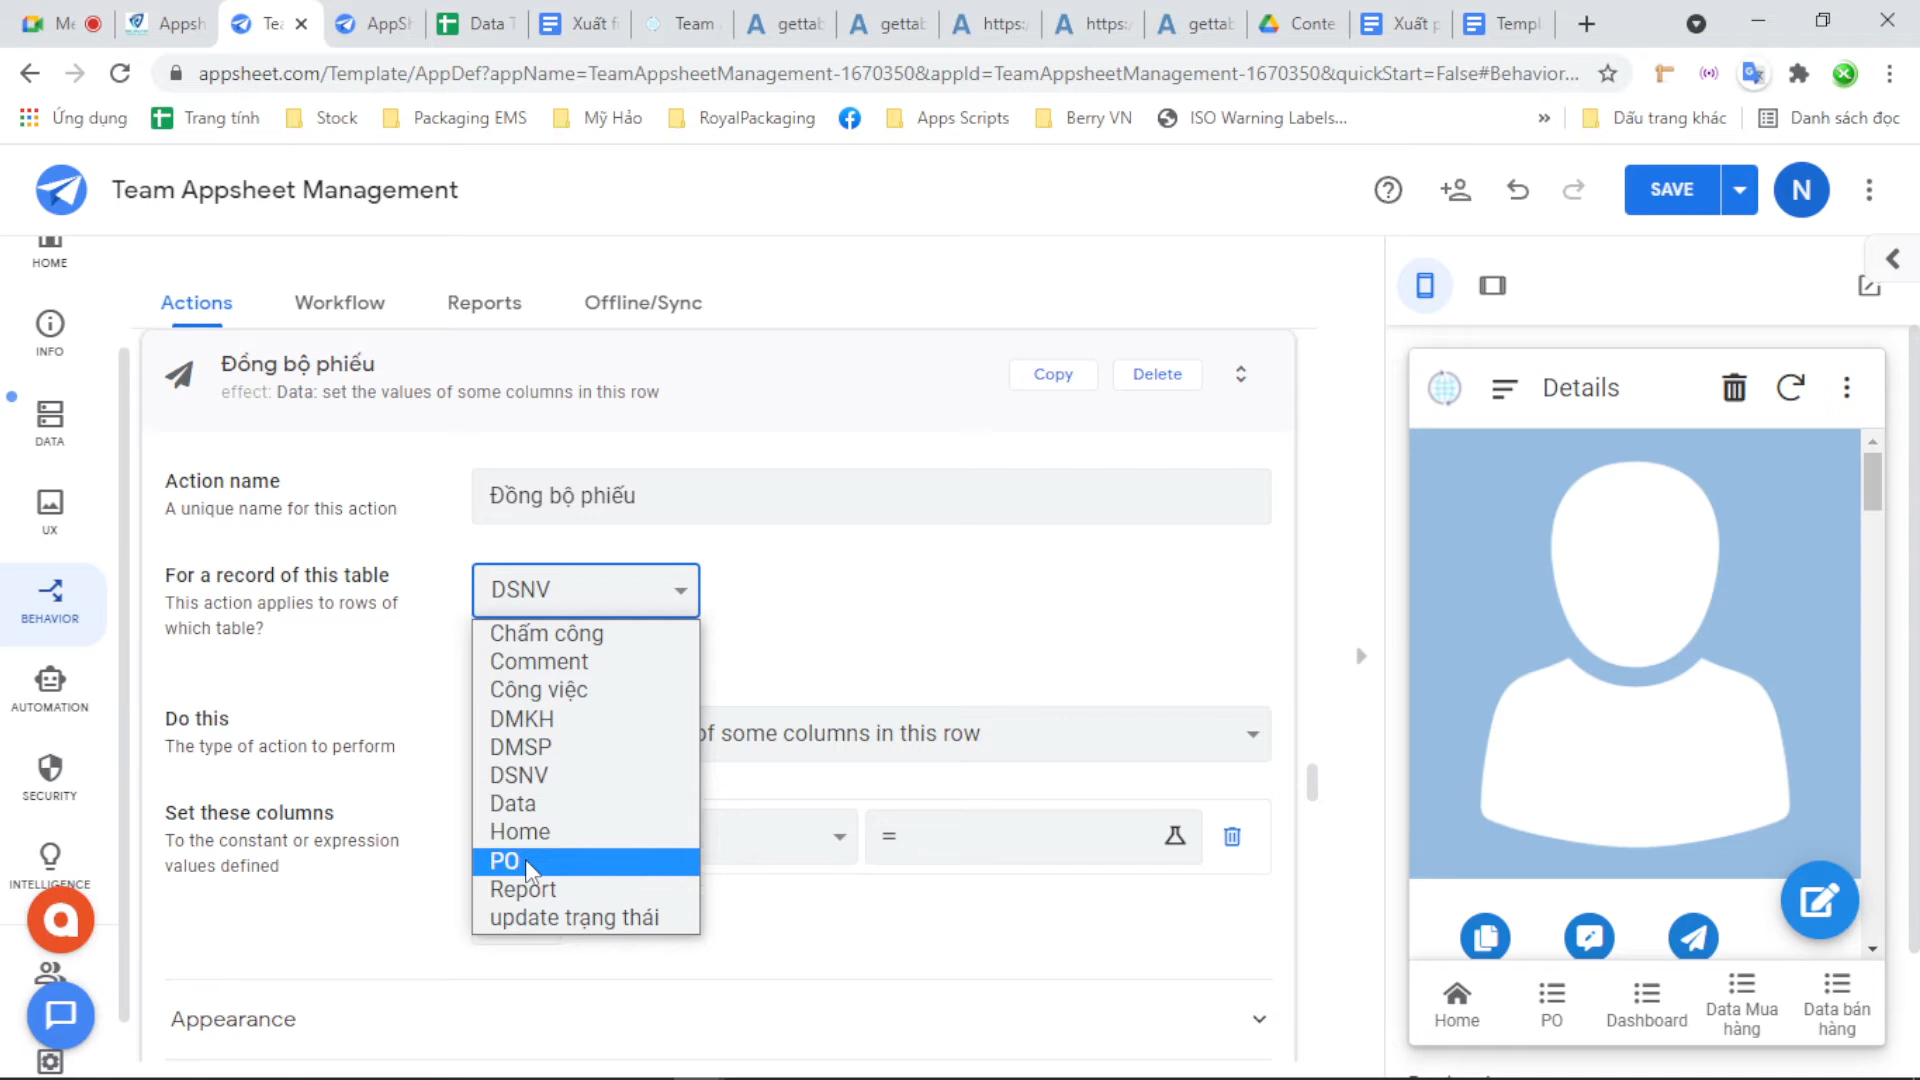 Me
Appsh
Tea
AppSh
Data T
Xuất f
Team
gettab
gettab
https:/
https:/
gettab
Conte
Xuất p
Templ
appsheet.com/Template/AppDef?appName=TeamAppsheetManagement-1670350&appId=TeamAppsheetManagement-1670350&quickStart=False#Behavior...
Ứng dụng
Trang tính
Stock
Packaging EMS
Mỹ Hảo
RoyalPackaging
Apps Scripts
Berry VN
ISO Warning Labels...
»
Dấu trang khác
Danh sách đọc
Team Appsheet Management
SAVE
N
HOME
INFO
DATA
UX
BEHAVIOR
AUTOMATION
SECURITY
INTELLIGENCE
Actions
Workflow
Reports
Offline/Sync
Đồng bộ phiếu
effect: Data: set the values of some columns in this row
Copy
Delete
Action name
A unique name for this action
Đồng bộ phiếu
For a record of this table
This action applies to rows of
which table?
DSNV
Chấm công
Comment
Công việc
DMKH
DMSP
DSNV
Data
Home
PO
Report
update trạng thái
Do this
The type of action to perform
of some columns in this row
Set these columns
To the constant or expression
values defined
=
Appearance
Details
Home
PO
Dashboard
Data Mua
hàng
Data bán
hàng